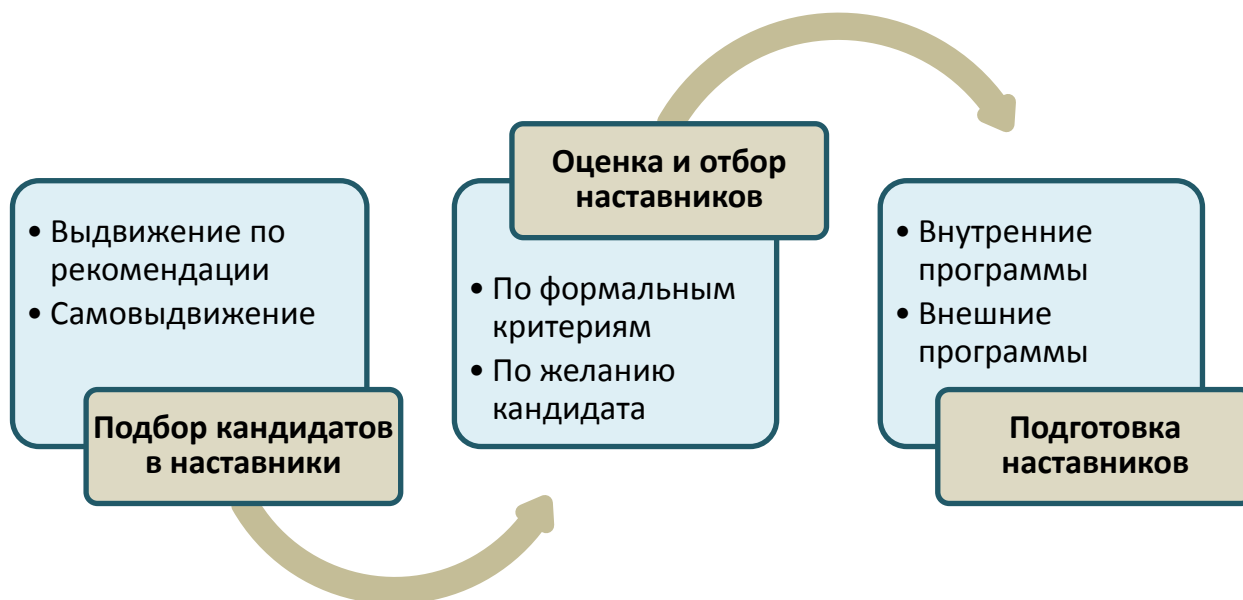 • Выдвижение по
рекомендации
• Самовыдвижение
Подбор кандидатов
в наставники
Оценка и отбор
наставников
• По формальным
критериям
• По желанию
кандидата
• Внутренние
программы
• Внешние
программы
Подготовка
наставников